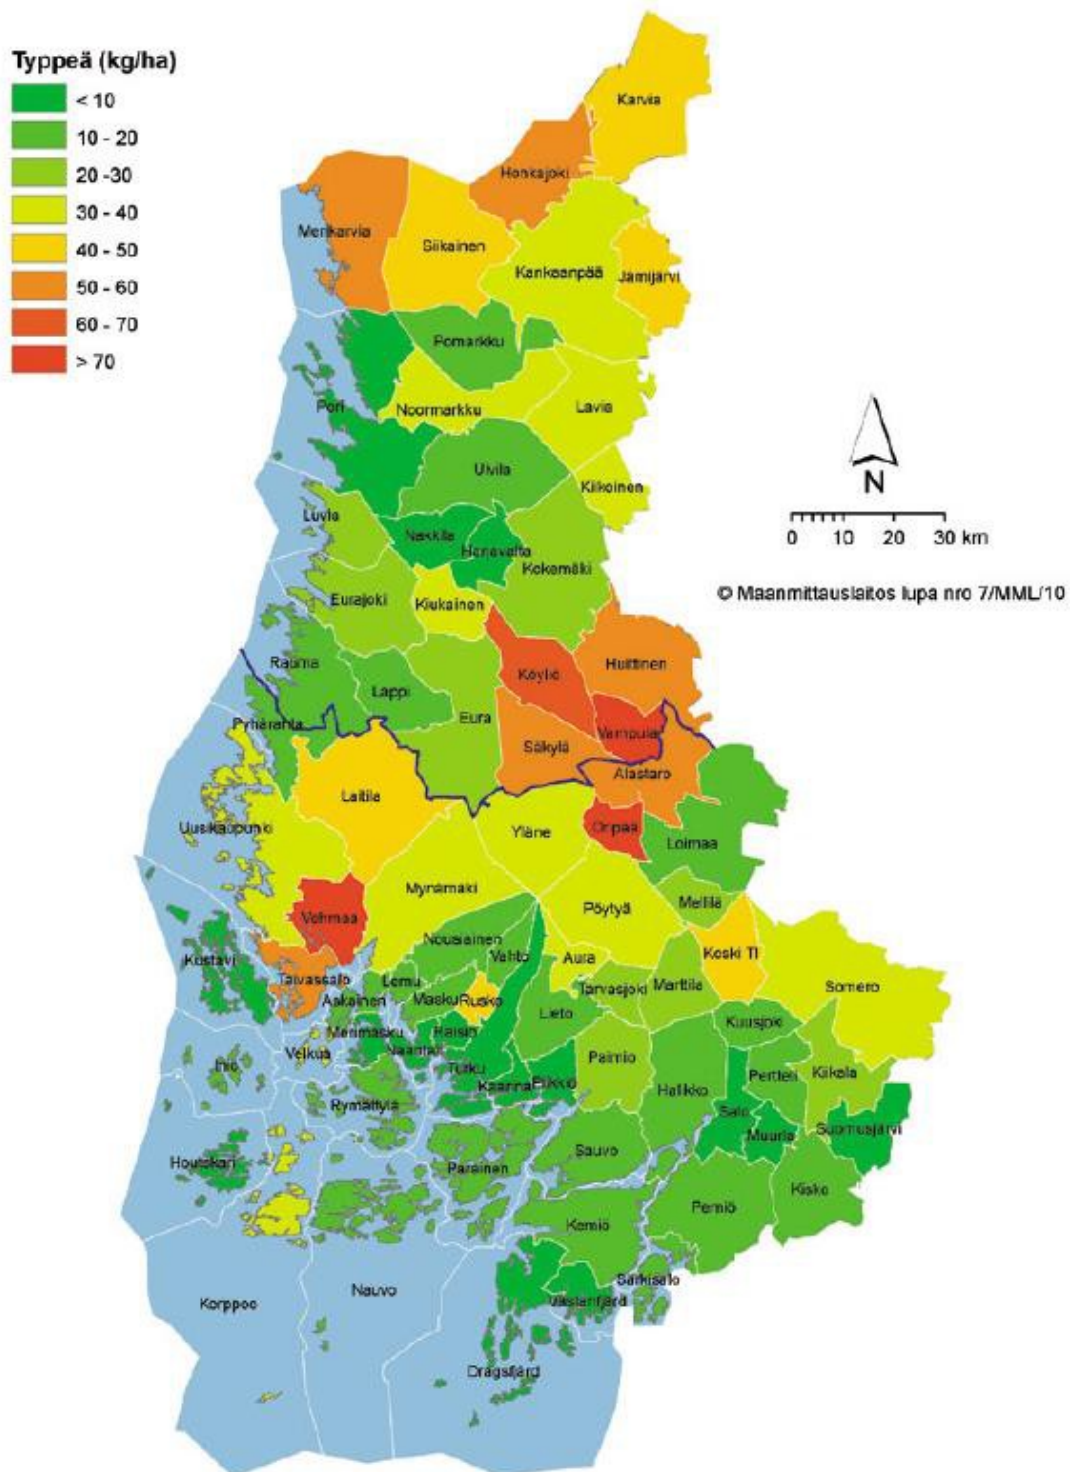 Typpeä (kg/ha)
< 10
10 - 20
20 -30
30 - 40
40 - 50
50 - 60
60 - 70
> 70
Karvia
Honkajoki
Merikarvia
Siikainen
Kankaanpää
Jämijärvi
Pomarkku
Pori
Noormarkku
Lavia
Ulvila
Kiikoinen
Luvia
Nakkila
Harjavalta
Kokemäki
Eurajoki
Kiukainen
N
0 10 20 30 km
© Maanmittauslaitos lupa nro 7/MML/10
Rauma
Lappi
Köyliö
Huittinen
Eura
Pyhäranta
Säkylä
Vampula
Alastaro
Laitila
Uusikaupunki
Yläne
Oripää
Loimaa
Mynämäki
Vehmaa
Pöytyä
Mellilä
Nousiainen
Kustavi
Taivassalo
Vahto
Aura
Koski Tl
Lemu
Askainen
Masku
Rusko
Tarvasjoki
Marttila
Somero
Merimasku
Raisio
Lieto
Kuusjoki
Velkua
Naantali
Iniö
Turku
Paimio
Pertteli
Kiikala
Kaarina
Piikkiö
Halikko
Rymättylä
Salo
Muurla
Suomusjärvi
Houtskari
Parainen
Sauvo
Kisko
Perniö
Kemiö
Särkisalo
Nauvo
Västanfjärd
Korppoo
Dragsfjärd